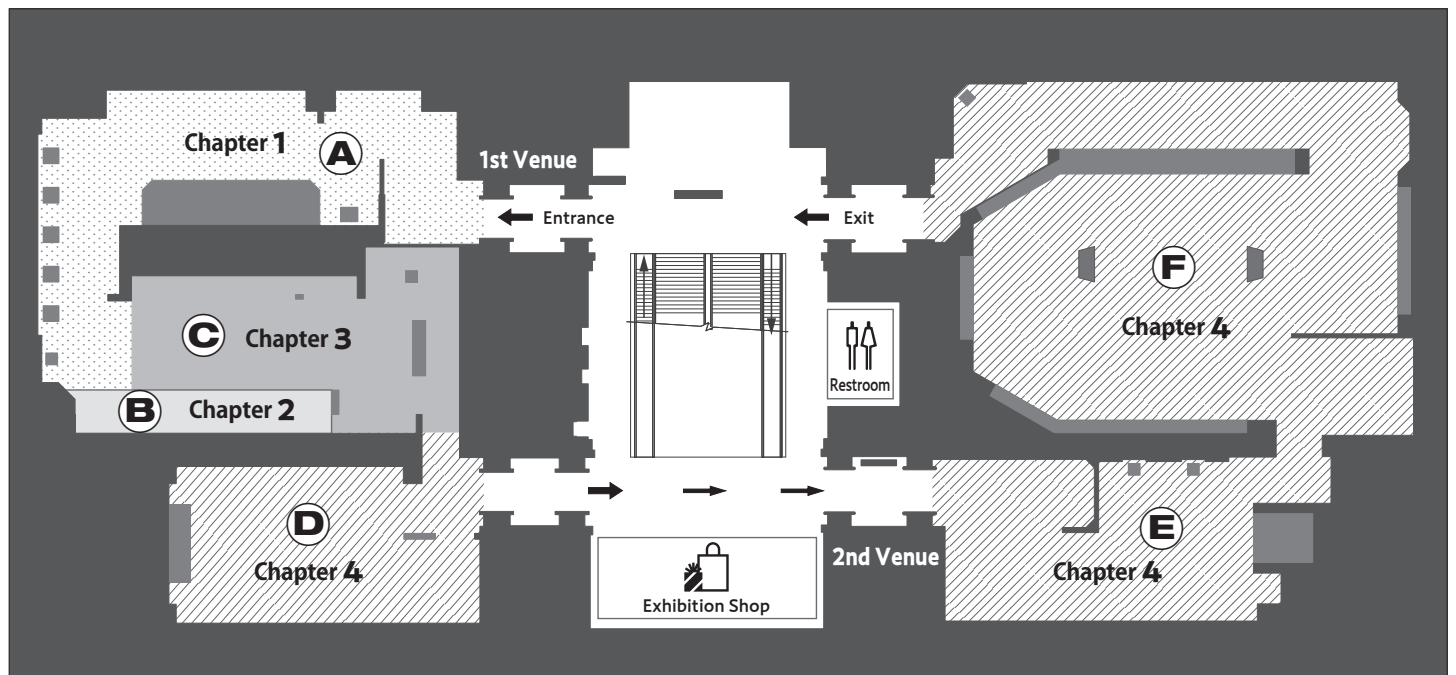 Chapter 1
A
1st Venue
Entrance
Exit
F
Chapter 4
C
Chapter 3
Restroom
B
Chapter 2
D
Chapter 4
2nd Venue
E
Chapter 4
Exhibition Shop